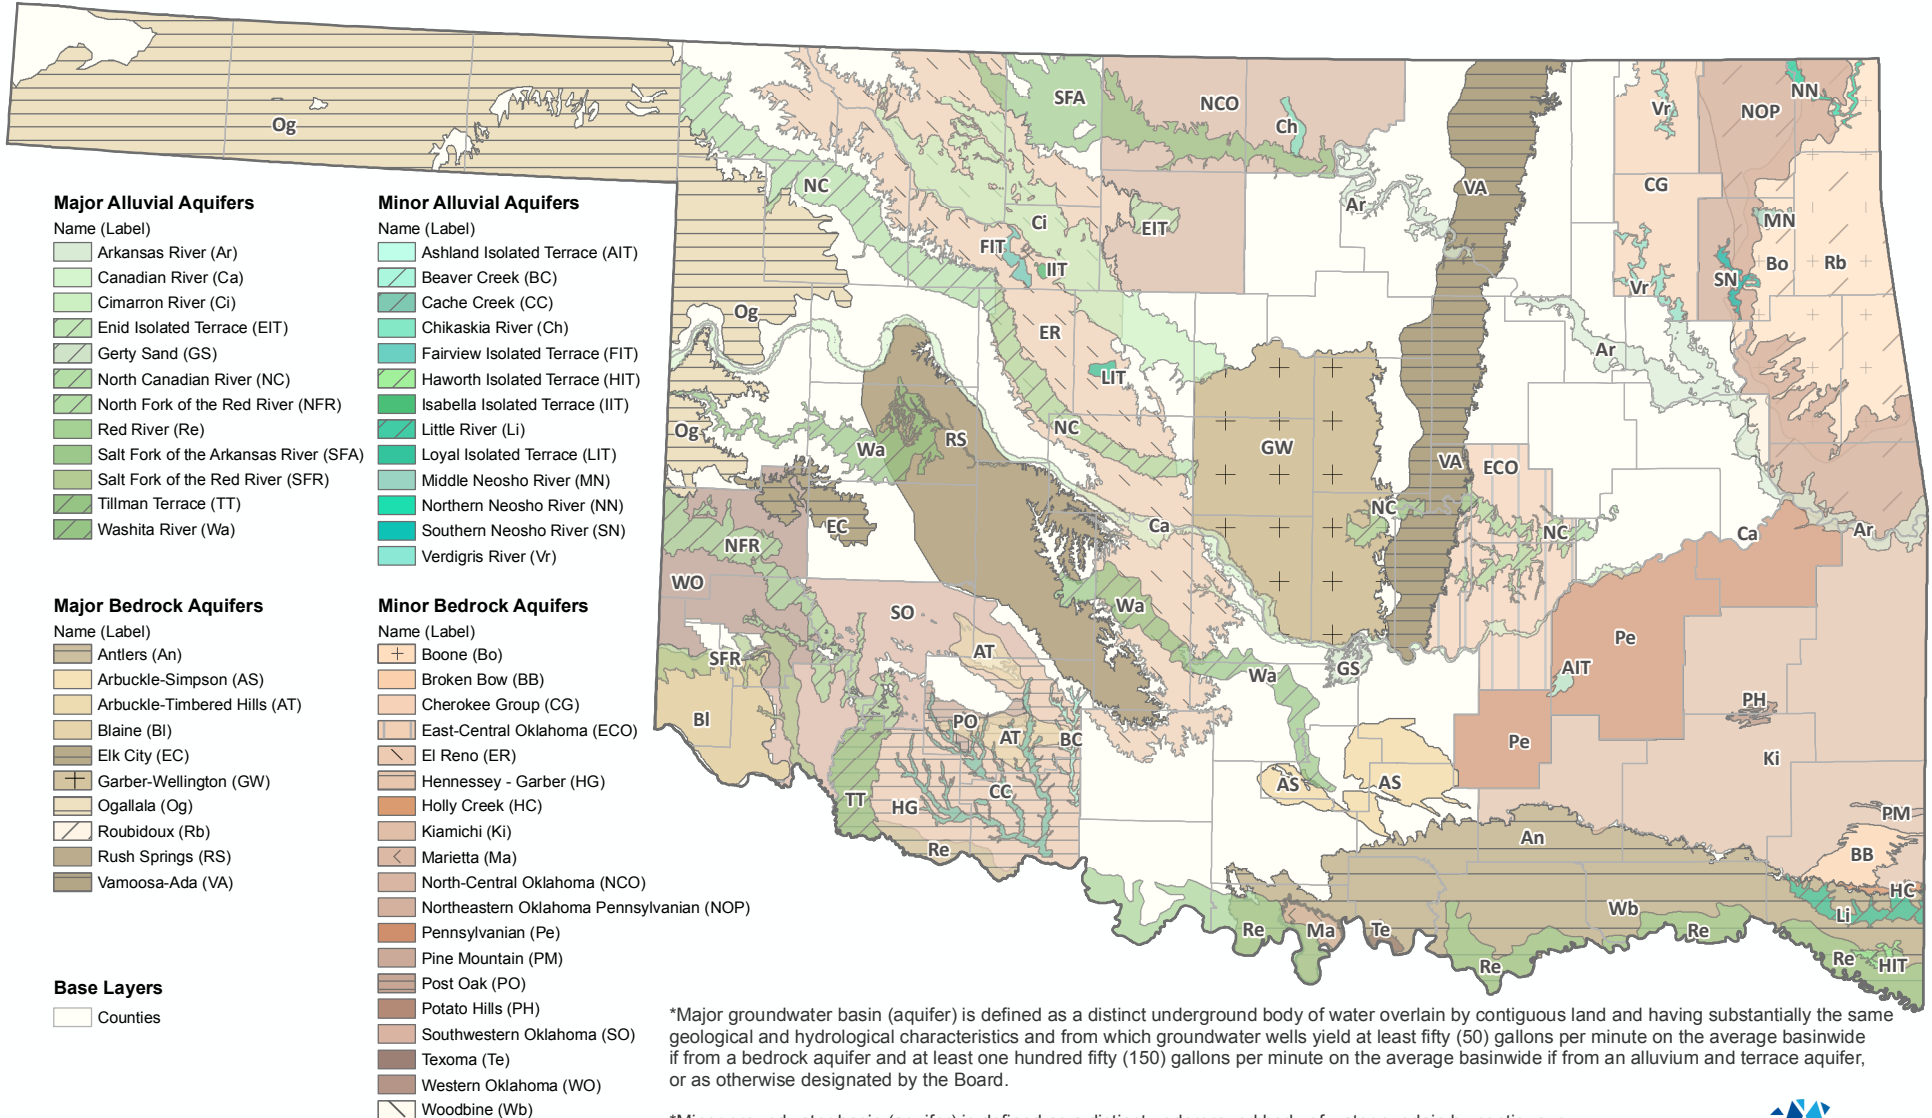 Major Alluvial Aquifers
Name (Label)
Arkansas River (Ar)
Canadian River (Ca)
Cimarron River (Ci)
Enid Isolated Terrace (EIT)
Gerty Sand (GS)
North Canadian River (NC)
North Fork of the Red River (NFR)
Red River (Re)
Salt Fork of the Arkansas River (SFA)
Salt Fork of the Red River (SFR)
Tillman Terrace (TT)
Washita River (Wa)
Minor Alluvial Aquifers
Name (Label)
Ashland Isolated Terrace (AIT)
Beaver Creek (BC)
Cache Creek (CC)
Chikaskia River (Ch)
Fairview Isolated Terrace (FIT)
Haworth Isolated Terrace (HIT)
Isabella Isolated Terrace (IIT)
Little River (Li)
Loyal Isolated Terrace (LIT)
Middle Neosho River (MN)
Northern Neosho River (NN)
Southern Neosho River (SN)
Verdigris River (Vr)
Major Bedrock Aquifers
Name (Label)
Antlers (An)
Arbuckle-Simpson (AS)
Arbuckle-Timbered Hills (AT)
Blaine (Bl)
Elk City (EC)
Garber-Wellington (GW)
Ogallala (Og)
Roubidoux (Rb)
Rush Springs (RS)
Vamoosa-Ada (VA)
Minor Bedrock Aquifers
Name (Label)
Boone (Bo)
Broken Bow (BB)
Cherokee Group (CG)
East-Central Oklahoma (ECO)
El Reno (ER)
Hennessey - Garber (HG)
Holly Creek (HC)
Kiamichi (Ki)
Marietta (Ma)
North-Central Oklahoma (NCO)
Northeastern Oklahoma Pennsylvanian (NOP)
Pennsylvanian (Pe)
Pine Mountain (PM)
Post Oak (PO)
Potato Hills (PH)
Southwestern Oklahoma (SO)
Texoma (Te)
Western Oklahoma (WO)
Woodbine (Wb)
Base Layers
Counties
Og
SFA
NCO
Ch
Vr
NOP
NN
NC
VA
CG
Ar
Ci
EIT
MN
FIT
IIT
Bo
Rb
SN
Vr
Og
ER
Ar
LIT
Og
NC
Wa
RS
GW
VA
ECO
NC
EC
Ca
NC
Ca
Ar
NFR
WO
SO
Wa
Pe
SFR
AT
GS
AIT
Wa
Bl
PO
AT
BC
PH
Pe
Ki
AS
AS
CC
TT
HG
PM
An
Re
BB
HC
Wb
Li
Re
Ma
Te
Re
Re
Re
HIT
*Major groundwater basin (aquifer) is defined as a distinct underground body of water overlain by contiguous land and having substantially the same
geological and hydrological characteristics and from which groundwater wells yield at least fifty (50) gallons per minute on the average basinwide
if from a bedrock aquifer and at least one hundred fifty (150) gallons per minute on the average basinwide if from an alluvium and terrace aquifer,
or as otherwise designated by the Board.